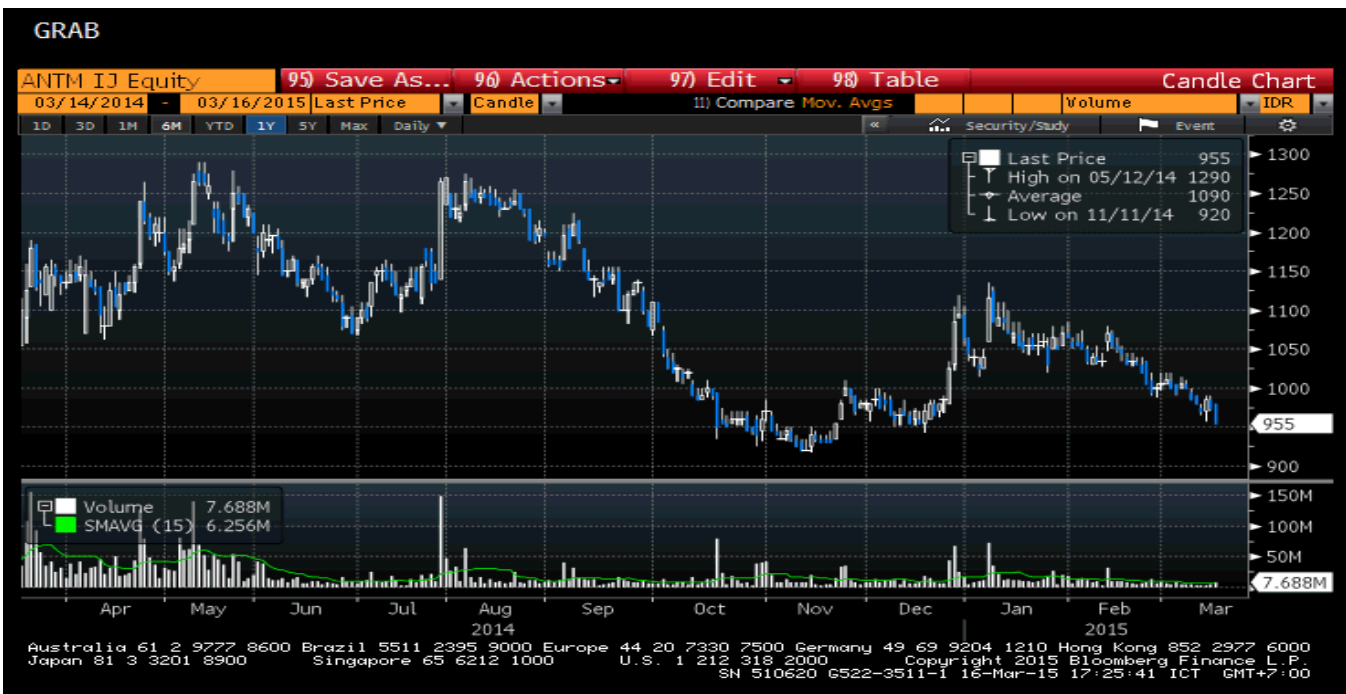 GRAB
ANTM IJ Equity 95) Save As... 96) Actions 97) Edit 98) Table Candle Chart
03/14/2014 - 03/16/2015 Last Price Candle 11) Compare Mov. Avgs Volume IDR
1D 3D 1M 6M YTD 1Y 5Y Max Daily ▼ « Security/Study Event
Last Price 955
High on 05/12/14 1290
Average 1090
Low on 11/11/14 920
1300
1250
1200
1150
1100
1050
1000
955
900
Volume 7.688M
SMAVG (15) 6.256M
150M
100M
50M
7.688M
Apr May Jun Jul Aug Sep Oct Nov Dec Jan Feb Mar
2014 2015
Australia 61 2 9777 8600 Brazil 5511 2395 9000 Europe 44 20 7330 7500 Germany 49 69 9204 1210 Hong Kong 852 2977 6000
Japan 81 3 3201 8900 Singapore 65 6212 1000 U.S. 1 212 318 2000 Copyright 2015 Bloomberg Finance L.P.
SN 510620 G522-3511-1 16-Mar-15 17:25:41 ICT GMT+7:00